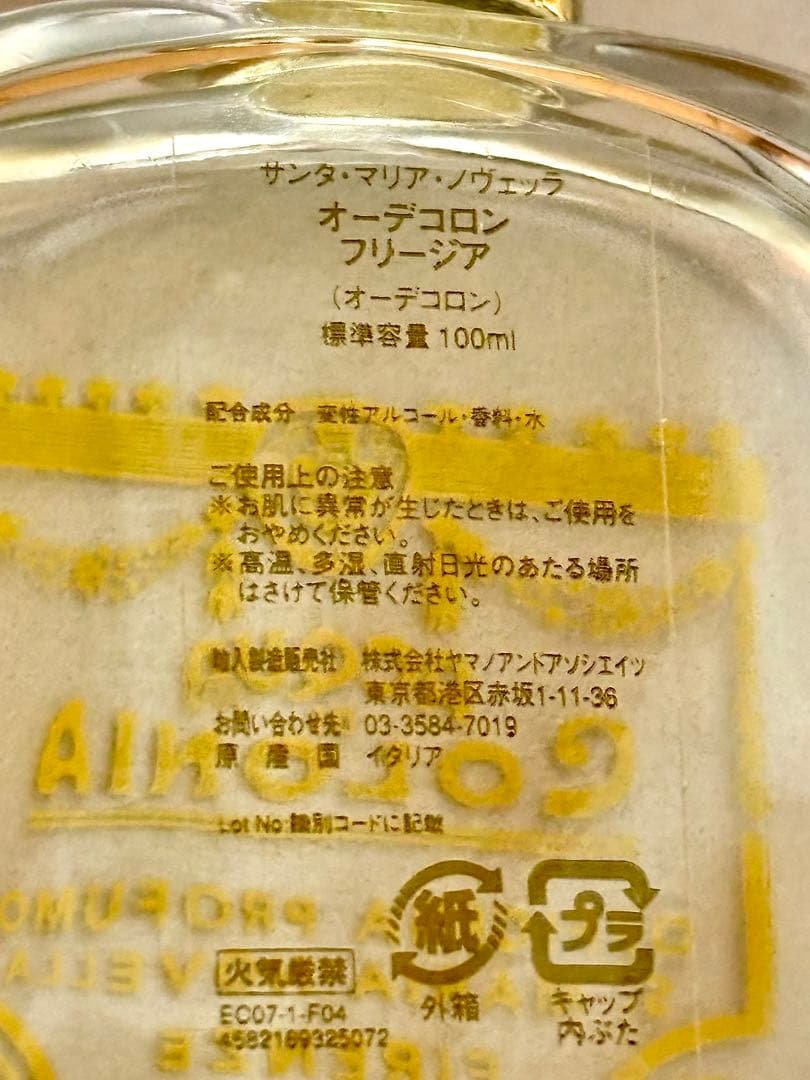 サンタ・マリア・ノヴェッラ
オーデコロン
フリージア
(オーデコロン)
標準容量 100ml
配合成分 変性アルコール・香料・水
ご使用上の注意
※お肌に異常が生じたときは、ご使用を
おやめください。
※高温、多湿、直射日光のあたる場所
はさけて保管ください。
輸入製造販売社 株式会社ヤマノアンドアソシエイツ
東京都港区赤坂1-11-36
お問い合わせ先 03-3584-7019
原産国 イタリア
Lot No.識別コードに記載
COLONIA
PROFUMO
火気厳禁
EC07-1-F04
4582189325072
紙
外箱
プラ
キャップ
内ぶた
FIRENZE